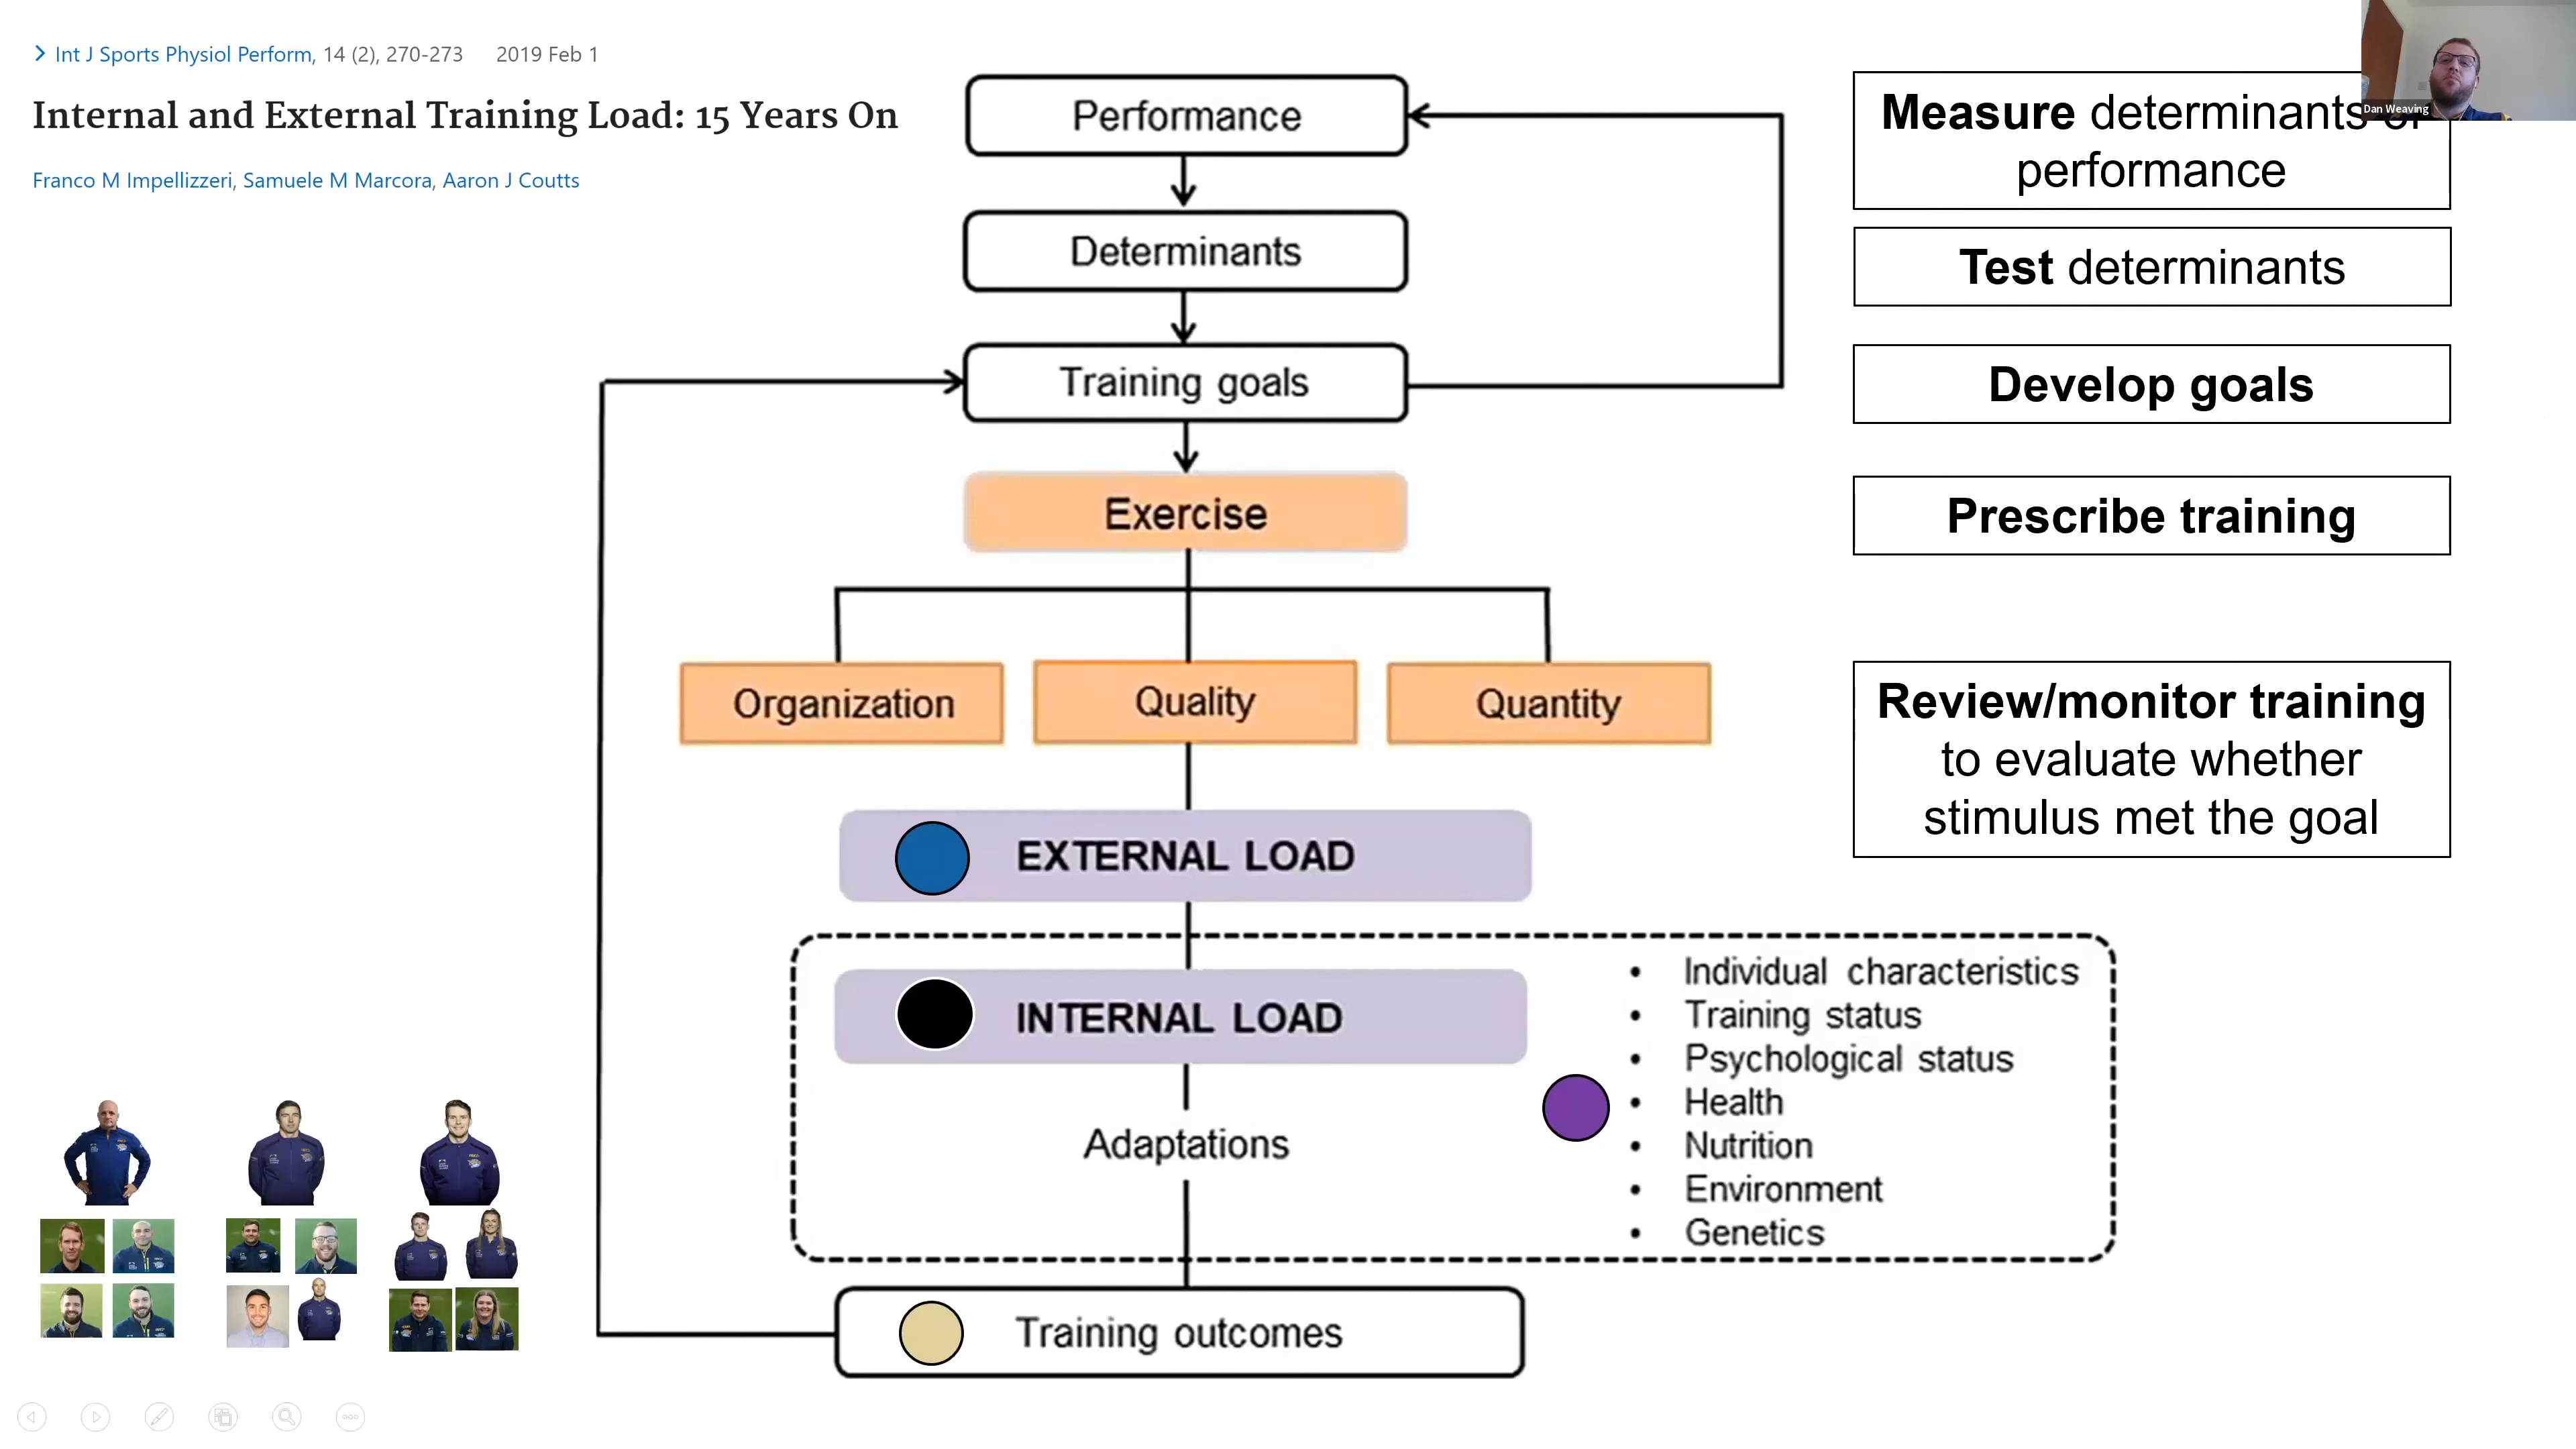 Int J Sports Physiol Perform, 14 (2), 270-273 2019 Feb 1
Internal and External Training Load: 15 Years On
Franco M Impellizzeri, Samuele M Marcora, Aaron J Coutts
Performance
Determinants
Training goals
Exercise
Organization
Quality
Quantity
EXTERNAL LOAD
INTERNAL LOAD
Adaptations
• Individual characteristics
• Training status
• Psychological status
• Health
• Nutrition
• Environment
• Genetics
Training outcomes
Measure determinants
performance
Test determinants
Develop goals
Prescribe training
Review/monitor training
to evaluate whether
stimulus met the goal
Dan Weaving